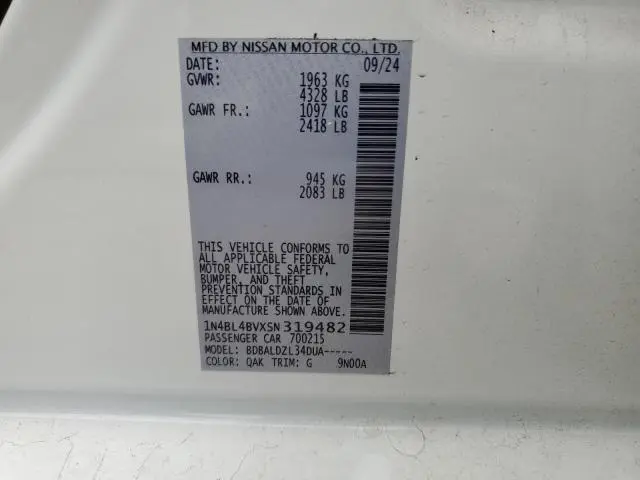 MFD BY NISSAN MOTOR CO., LTD.
DATE: 09/24
GVWR: 1963 KG
4328 LB
GAWR FR.: 1097 KG
2418 LB
GAWR RR.: 945 KG
2083 LB
THIS VEHICLE CONFORMS TO
ALL APPLICABLE FEDERAL
MOTOR VEHICLE SAFETY,
BUMPER, AND THEFT
PREVENTION STANDARDS IN
EFFECT ON THE DATE OF
MANUFACTURE SHOWN ABOVE.
1N4BL4BVXSN319482
PASSENGER CAR 700215
MODEL: BDBALDZL34DUA-----
COLOR: QAK TRIM: G 9N00A